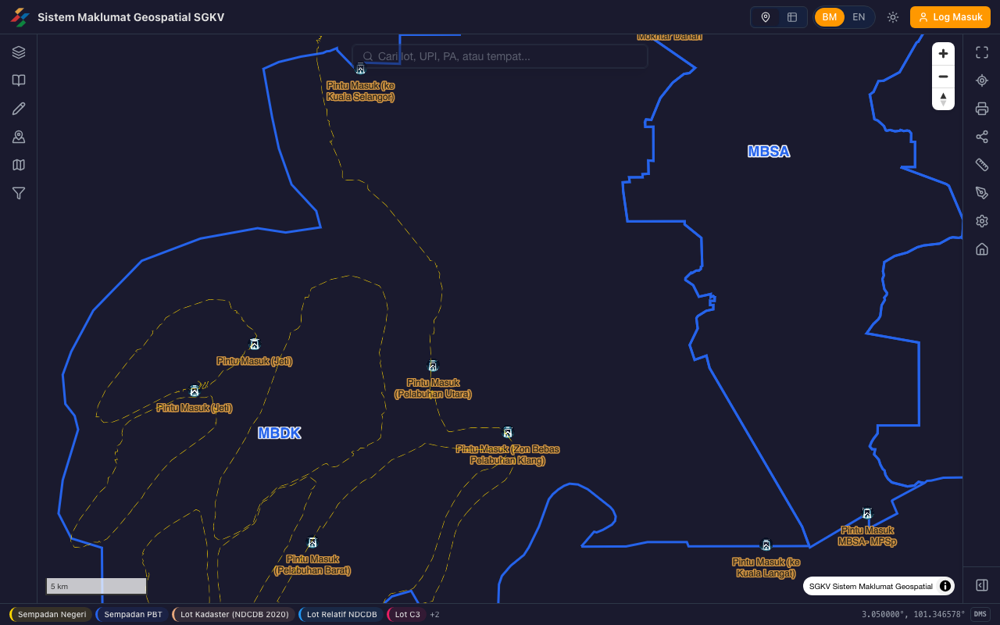 Sistem Maklumat Geospatial SGKV
BM
EN
Log Masuk
Mokhtar Dahari
Cari lot, UPI, PA, atau tempat...
Pintu Masuk (ke
Kuala Selangor)
MBSA
Pintu Masuk (Jeti)
Pintu Masuk
(Pelabuhan Utara)
Pintu Masuk (Jeti)
MBDK
Pintu Masuk (Zon Bebas
Pelabuhan Klang)
Pintu Masuk
MBSA- MPSp
Pintu Masuk
(Pelabuhan Barat)
Pintu Masuk (ke
Kuala Langat)
5 km
SGKV Sistem Maklumat Geospatial
Sempadan Negeri
Sempadan PBT
Lot Kadaster (NDCDB 2020)
Lot Relatif NDCDB
Lot C3
+2
3.050000°, 101.346578°
DMS